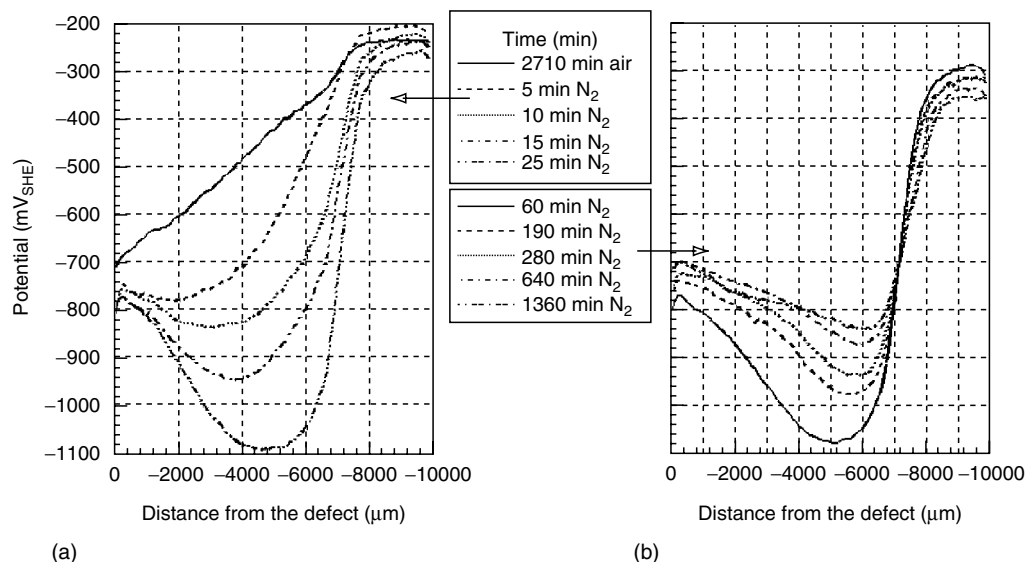 −200
−300
−400
−500
−600
−700
−800
−900
−1000
−1100
Potential (mV_SHE)
0 −2000 −4000 −6000 −8000 −10000
Distance from the defect (μm)
(a)
Time (min)
2710 min air
5 min N₂
10 min N₂
15 min N₂
25 min N₂
60 min N₂
190 min N₂
280 min N₂
640 min N₂
1360 min N₂
0 −2000 −4000 −6000 −8000 −10000
Distance from the defect (μm)
(b)